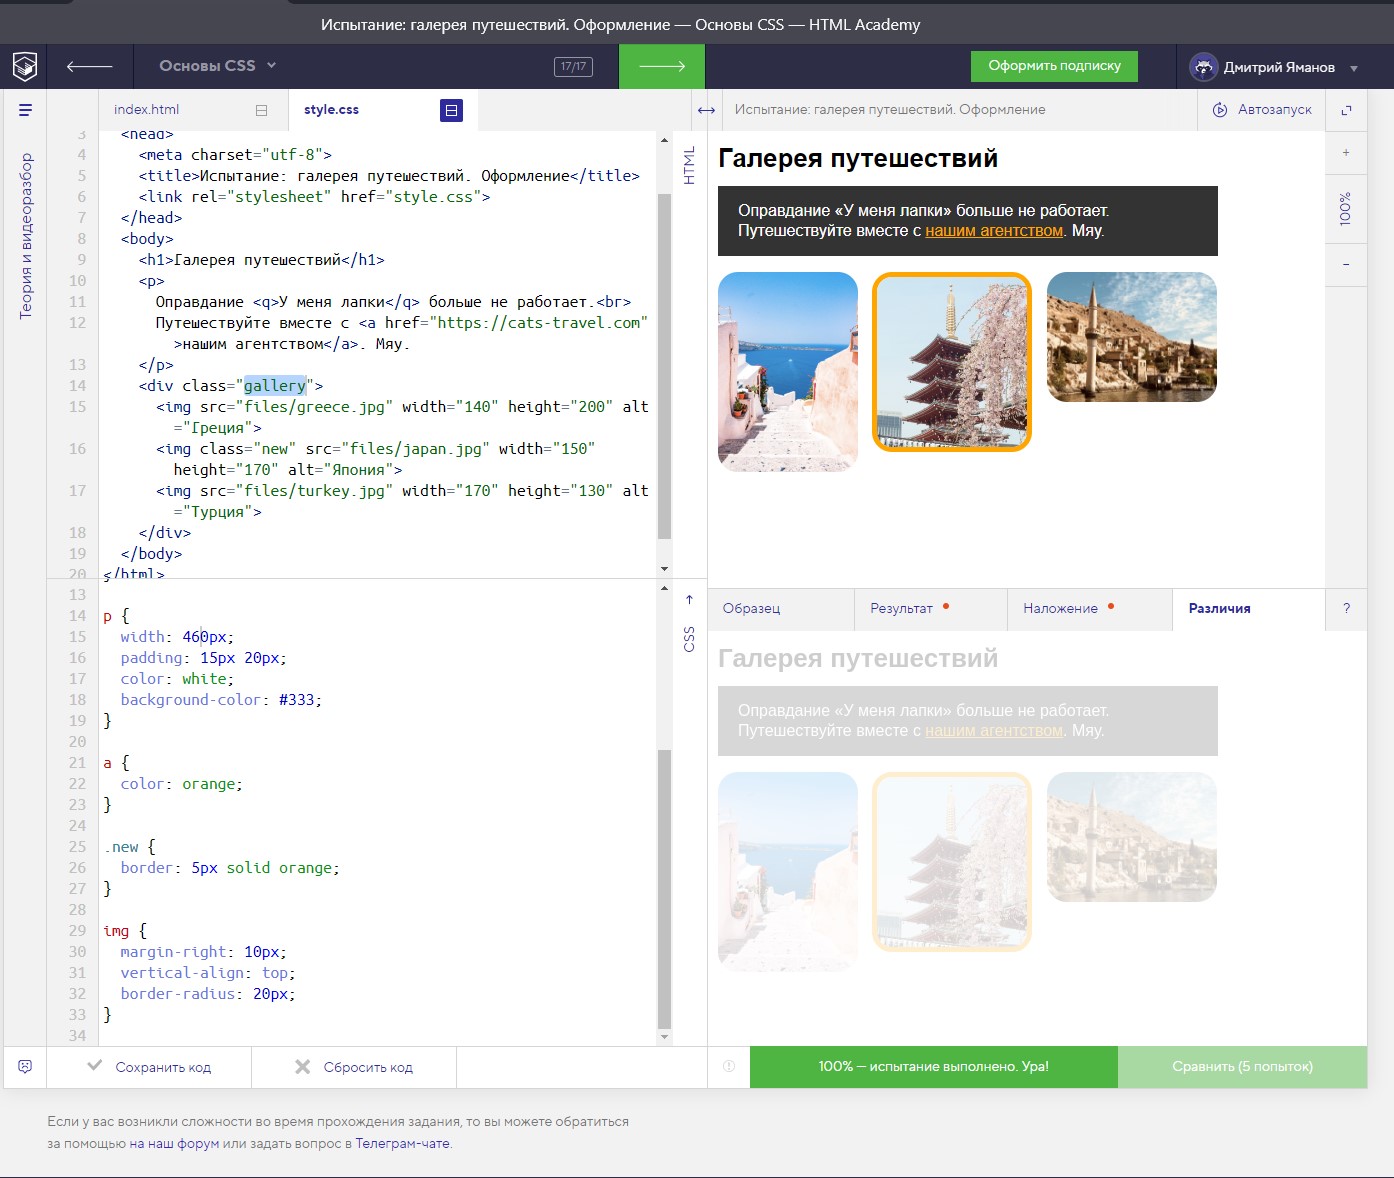 Испытание: галерея путешествий. Оформление — Основы CSS — HTML Academy
Основы CSS
17/17
Оформить подписку
Дмитрий Яманов
index.html
style.css
Испытание: галерея путешествий. Оформление
Автозапуск
Теория и видеоразбор
HTML
3 <head>
4 <meta charset="utf-8">
5 <title>Испытание: галерея путешествий. Оформление</title>
6 <link rel="stylesheet" href="style.css">
7 </head>
8 <body>
9 <h1>Галерея путешествий</h1>
10 <p>
11 Оправдание <q>У меня лапки</q> больше не работает.<br>
12 Путешествуйте вместе с <a href="https://cats-travel.com"
>нашим агентством</a>. Мяу.
13 </p>
14 <div class="gallery">
15 <img src="files/greece.jpg" width="140" height="200" alt
="Греция">
16 <img class="new" src="files/japan.jpg" width="150"
height="170" alt="Япония">
17 <img src="files/turkey.jpg" width="170" height="130" alt
="Турция">
18 </div>
19 </body>
20 </html>
CSS
13
14 p {
15 width: 460px;
16 padding: 15px 20px;
17 color: white;
18 background-color: #333;
19 }
20
21 a {
22 color: orange;
23 }
24
25 .new {
26 border: 5px solid orange;
27 }
28
29 img {
30 margin-right: 10px;
31 vertical-align: top;
32 border-radius: 20px;
33 }
34
Галерея путешествий
Оправдание «У меня лапки» больше не работает.
Путешествуйте вместе с нашим агентством. Мяу.
+
100%
−
Образец
Результат
Наложение
Различия
?
Галерея путешествий
Оправдание «У меня лапки» больше не работает.
Путешествуйте вместе с нашим агентством. Мяу.
Сохранить код
Сбросить код
100% — испытание выполнено. Ура!
Сравнить (5 попыток)
Если у вас возникли сложности во время прохождения задания, то вы можете обратиться
за помощью на наш форум или задать вопрос в Телеграм-чате.